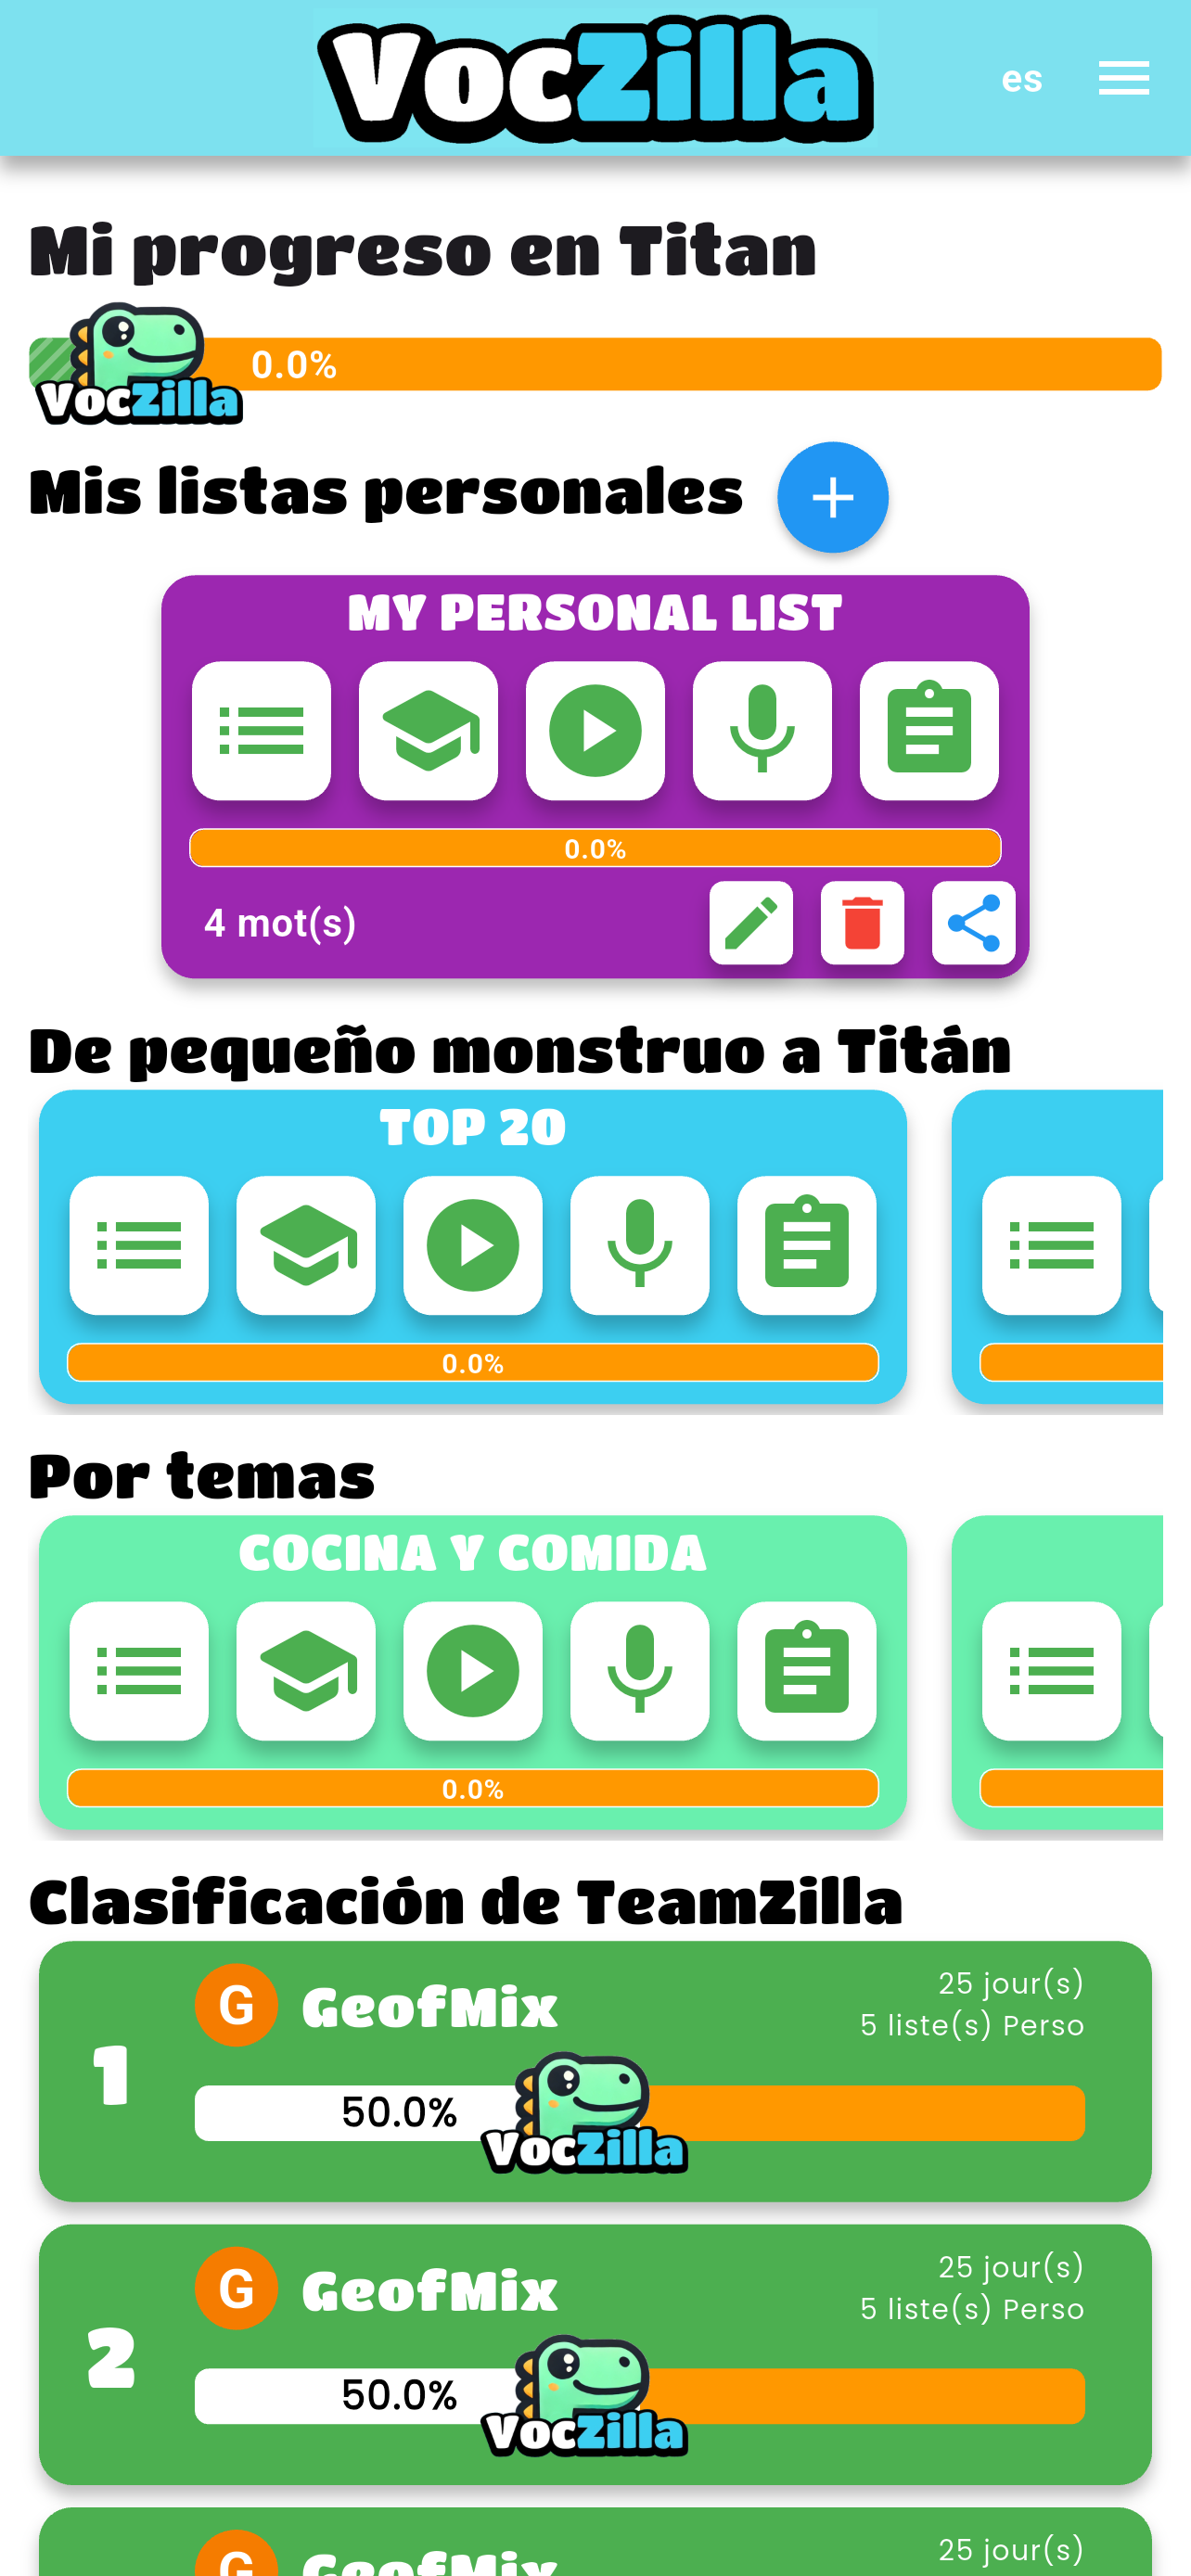 VocZilla
es
Mi progreso en Titan
0.0%
VocZilla
Mis listas personales
MY PERSONAL LIST
0.0%
4 mot(s)
De pequeño monstruo a Titán
TOP 20
0.0%
Por temas
COCINA Y COMIDA
0.0%
Clasificación de TeamZilla
1
G
GeofMix
25 jour(s)
5 liste(s) Perso
50.0%
VocZilla
2
G
GeofMix
25 jour(s)
5 liste(s) Perso
50.0%
VocZilla
G
GeofMix
25 jour(s)